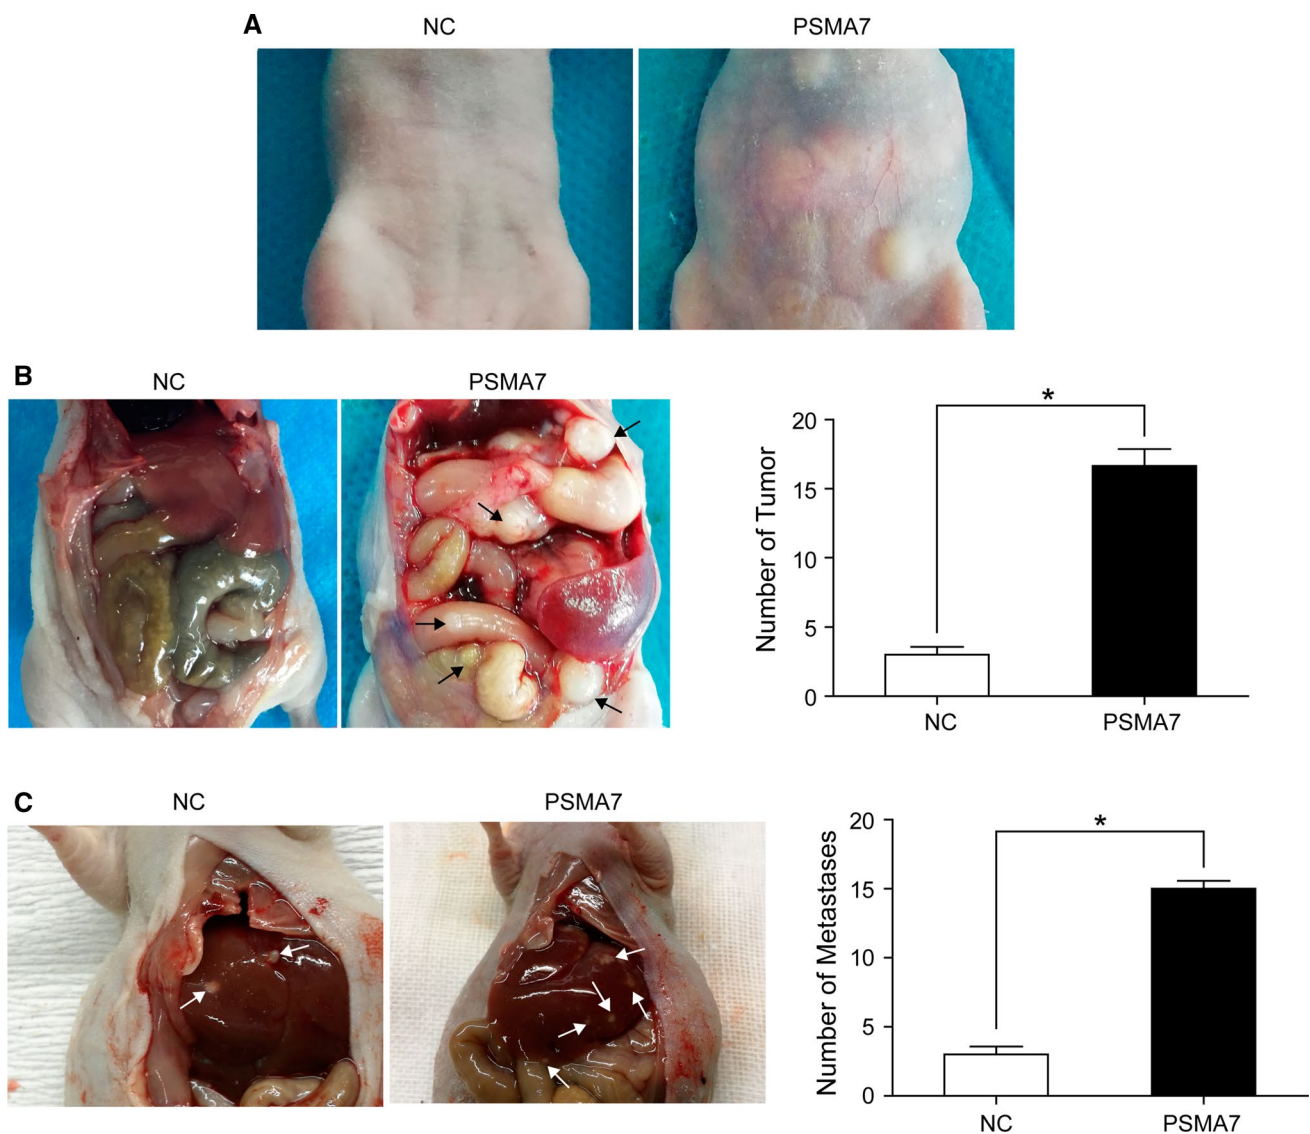 A
NC
PSMA7
B
NC
PSMA7
*
Number of Tumor
20
15
10
5
0
NC
PSMA7
C
NC
PSMA7
*
Number of Metastases
20
15
10
5
0
NC
PSMA7